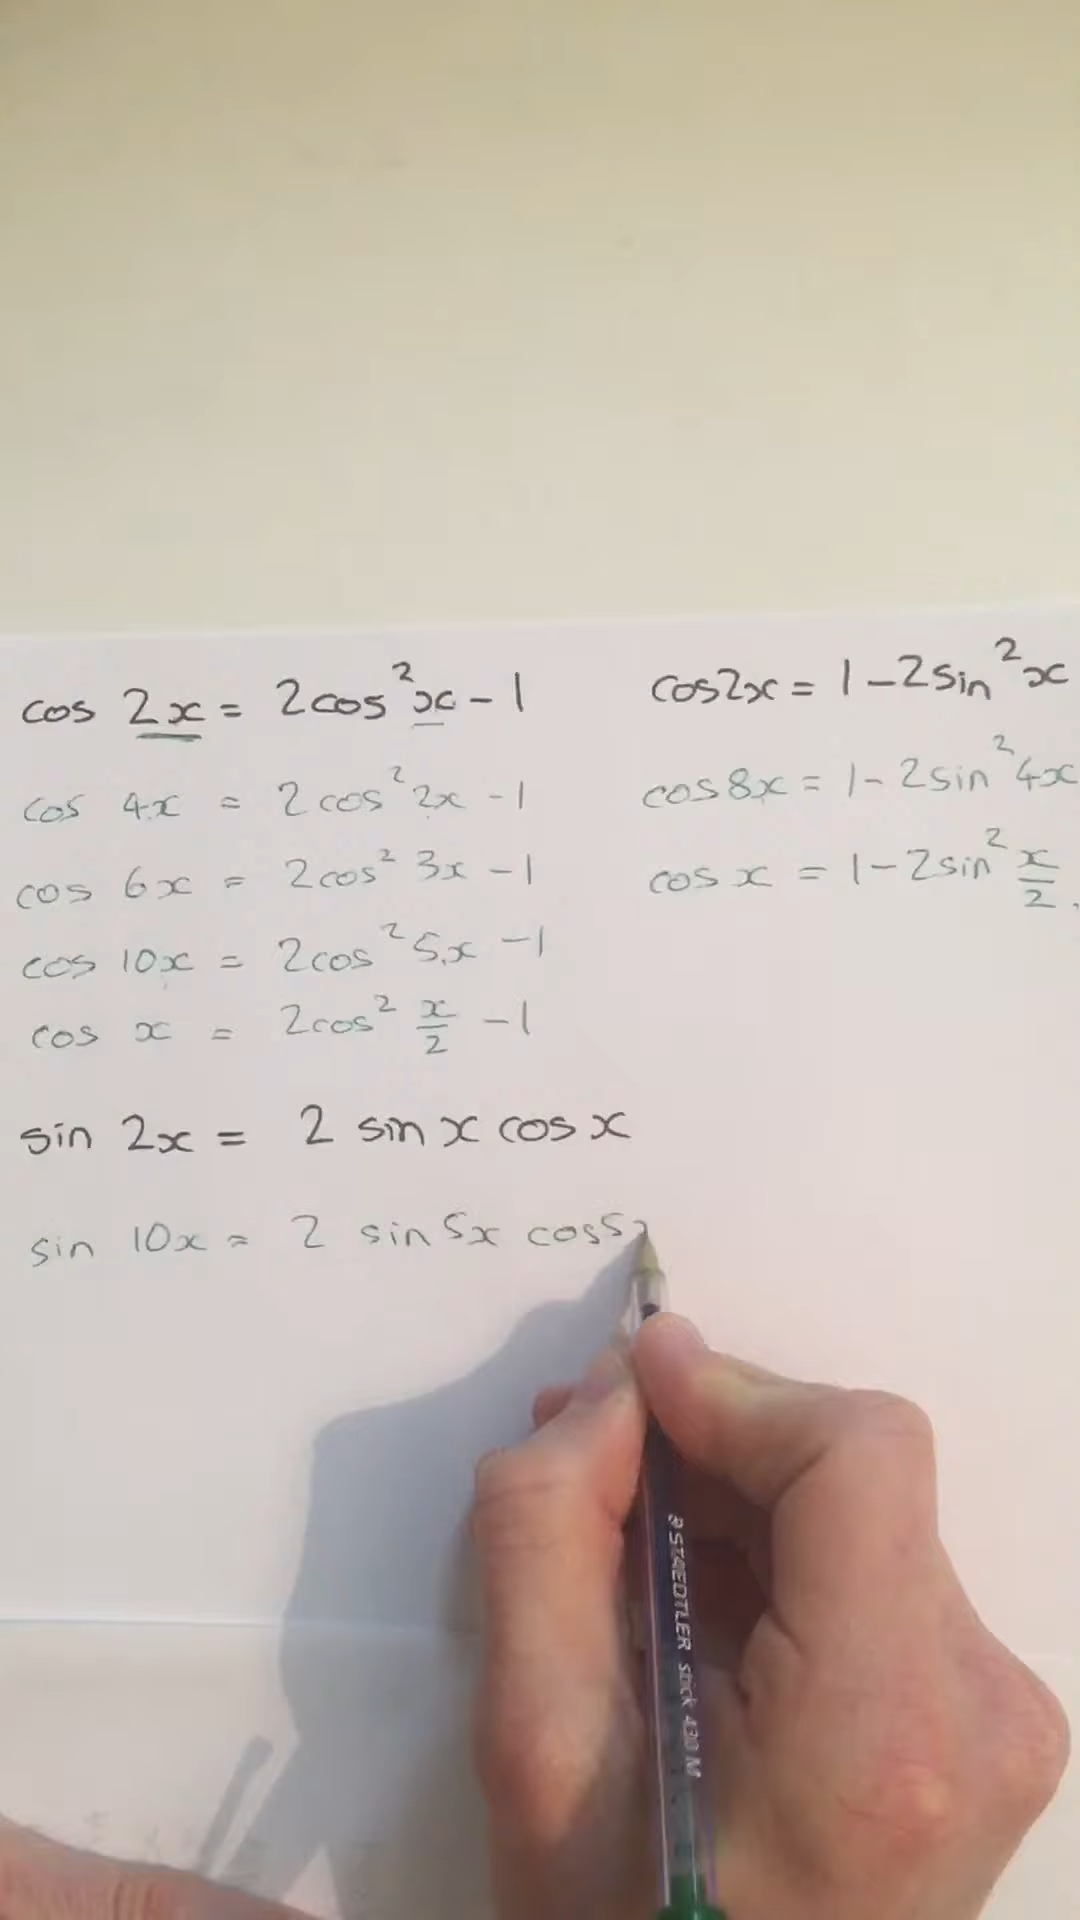 cos 2x = 2cos²x - 1
cos 4x = 2cos²2x - 1
cos 6x = 2cos² 3x - 1
cos 10x = 2cos²5x - 1
cos x = 2cos² x/2 - 1
cos2x = 1 - 2sin²x
cos8x = 1 - 2sin²4x
cos x = 1 - 2sin² x/2 .
sin 2x = 2 sin x cos x
sin 10x = 2 sin5x cos5
STAEDTLER stick 430 M